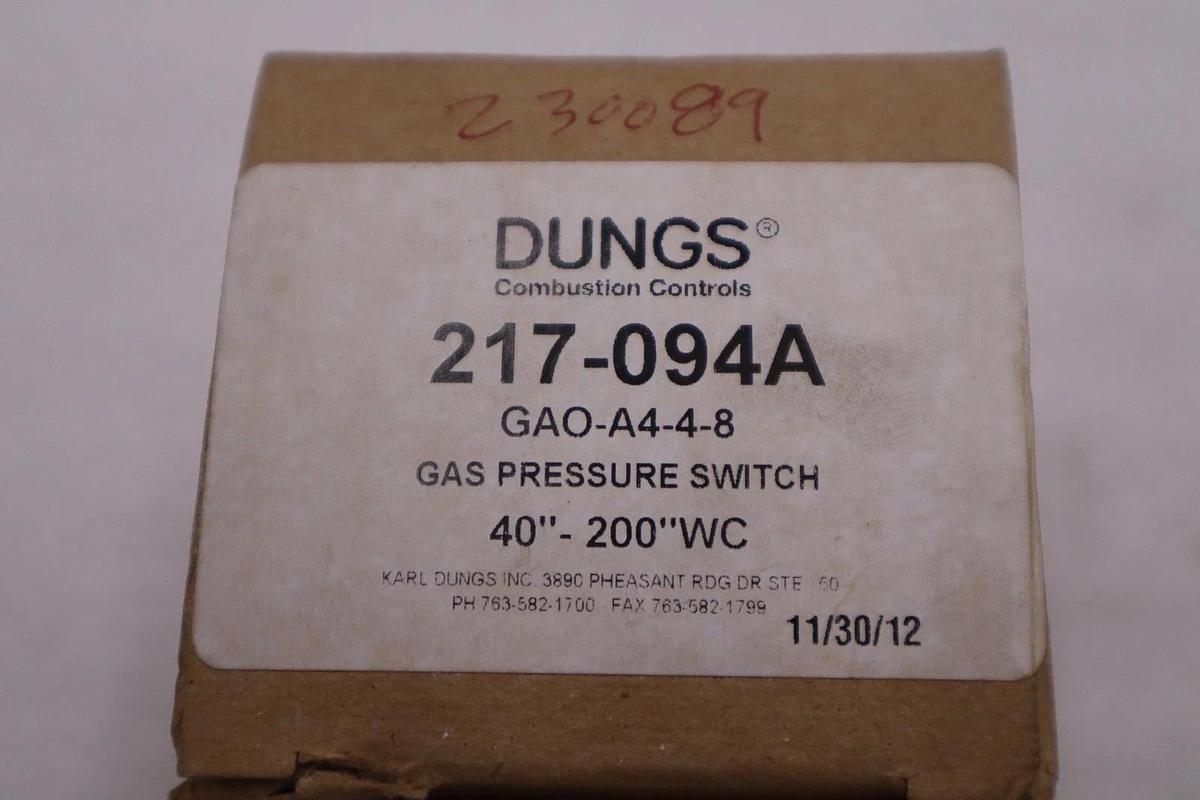 230089
DUNGS®
Combustion Controls
217-094A
GAO-A4-4-8
GAS PRESSURE SWITCH
40"- 200"WC
KARL DUNGS INC. 3890 PHEASANT RDG DR STE
PH 763-582-1700 FAX 763-582-1799
11/30/12